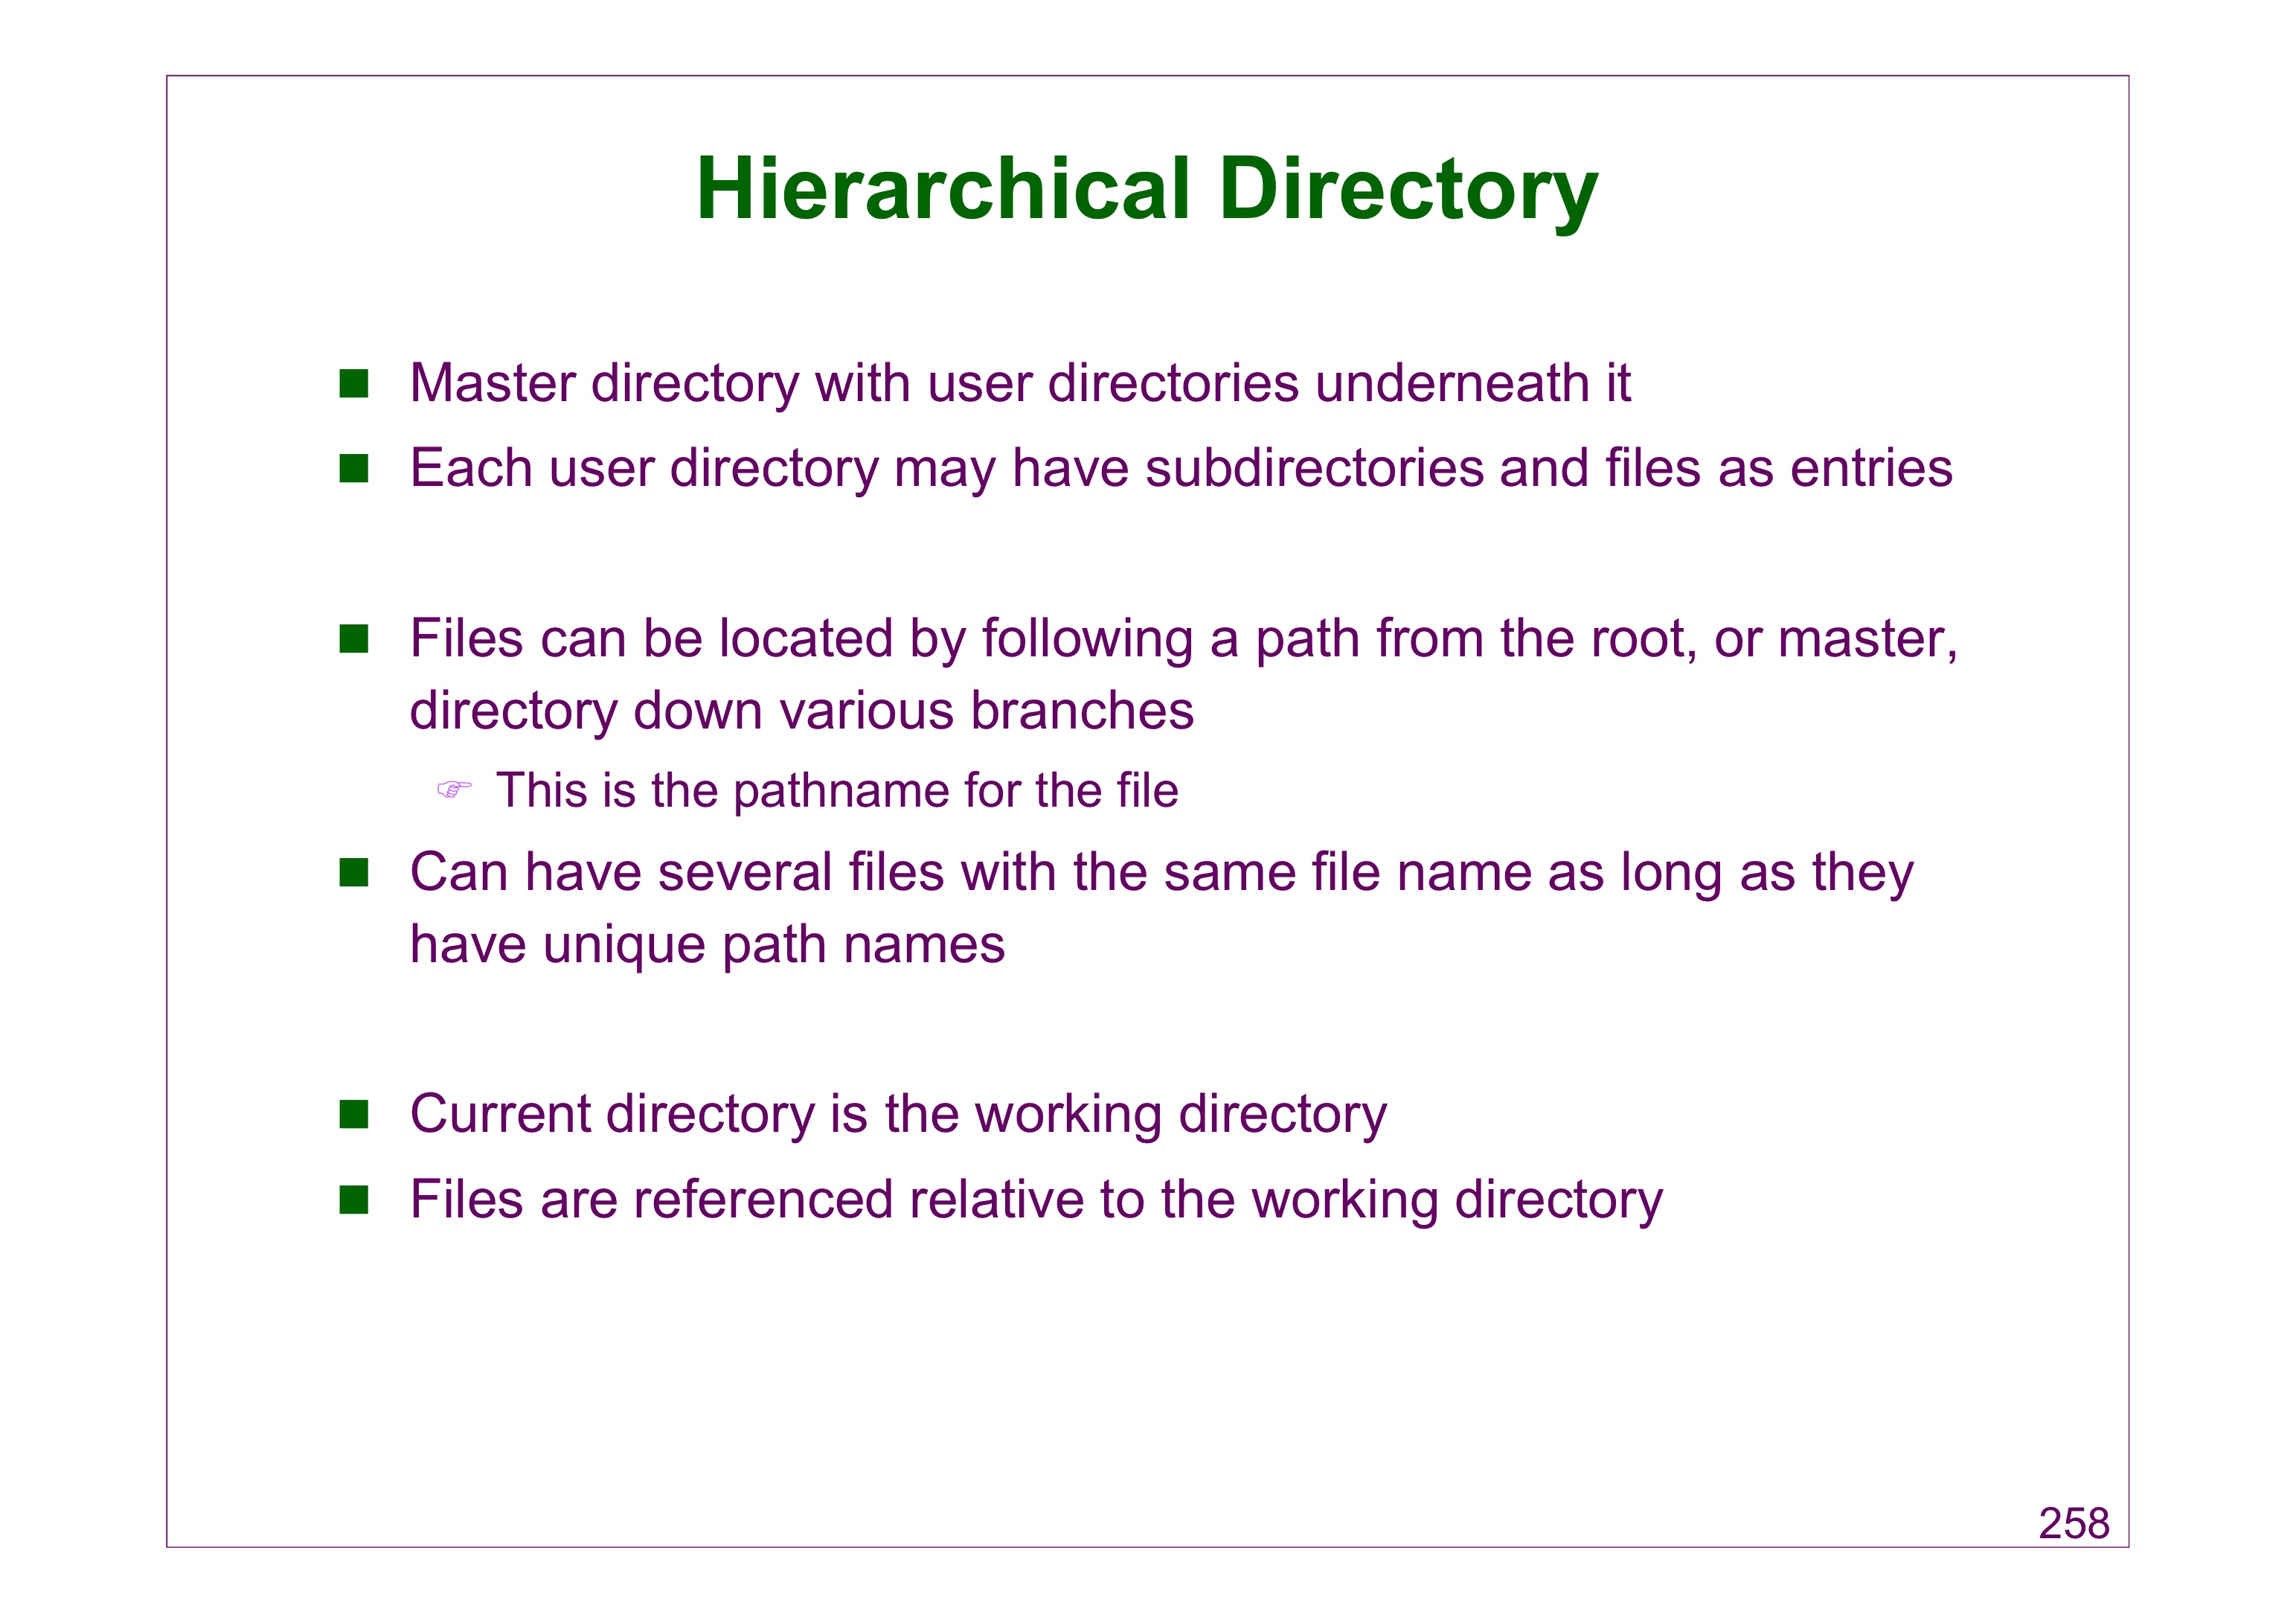 Hierarchical Directory
Master directory with user directories underneath it
Each user directory may have subdirectories and files as entries
Files can be located by following a path from the root, or master,
directory down various branches
This is the pathname for the file
Can have several files with the same file name as long as they
have unique path names
Current directory is the working directory
Files are referenced relative to the working directory
258